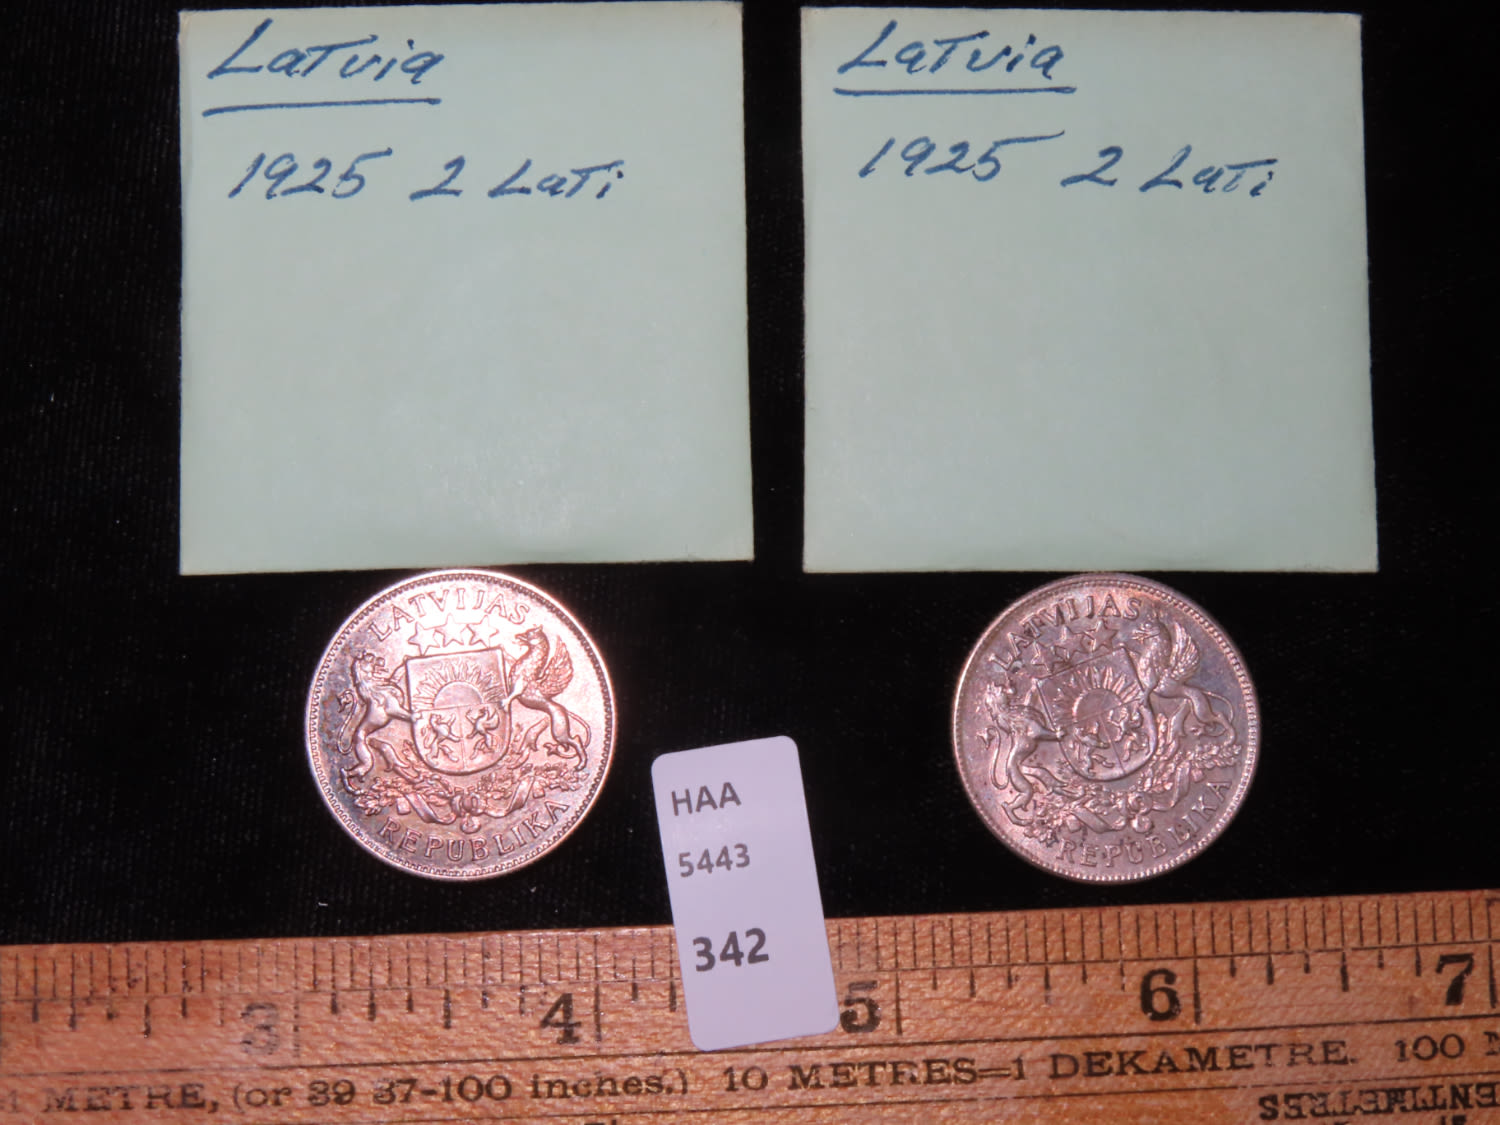 Latvia
1925 2 Lati
Latvia
1925 2 Lati
LATVIJAS
REPUBLIKA
LATVIJAS
REPUBLIKA
HAA
5443
342
3 4 5 6 7
METRE, (or 39 37-100 inches.) 10 METRES=1 DEKAMETRE. 100